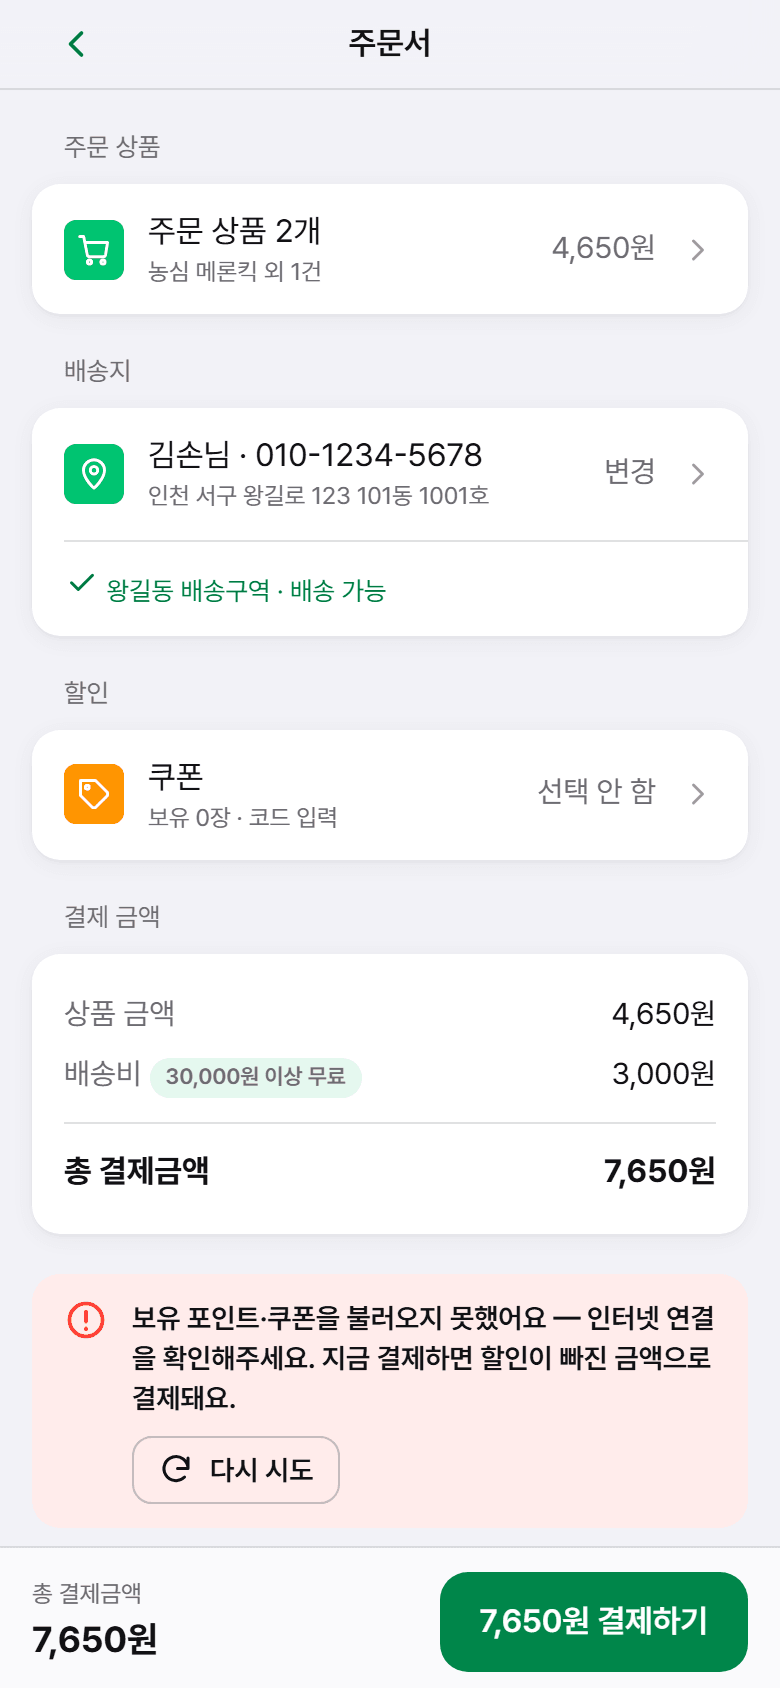 주문서
주문 상품
주문 상품 2개
농심 메론킥 외 1건
4,650원
배송지
김손님 · 010-1234-5678
인천 서구 왕길로 123 101동 1001호
변경
왕길동 배송구역 · 배송 가능
할인
쿠폰
보유 0장 · 코드 입력
선택 안 함
결제 금액
상품 금액 4,650원
배송비 30,000원 이상 무료 3,000원
총 결제금액 7,650원
보유 포인트·쿠폰을 불러오지 못했어요 — 인터넷 연결
을 확인해주세요. 지금 결제하면 할인이 빠진 금액으로
결제돼요.
다시 시도
총 결제금액
7,650원
7,650원 결제하기